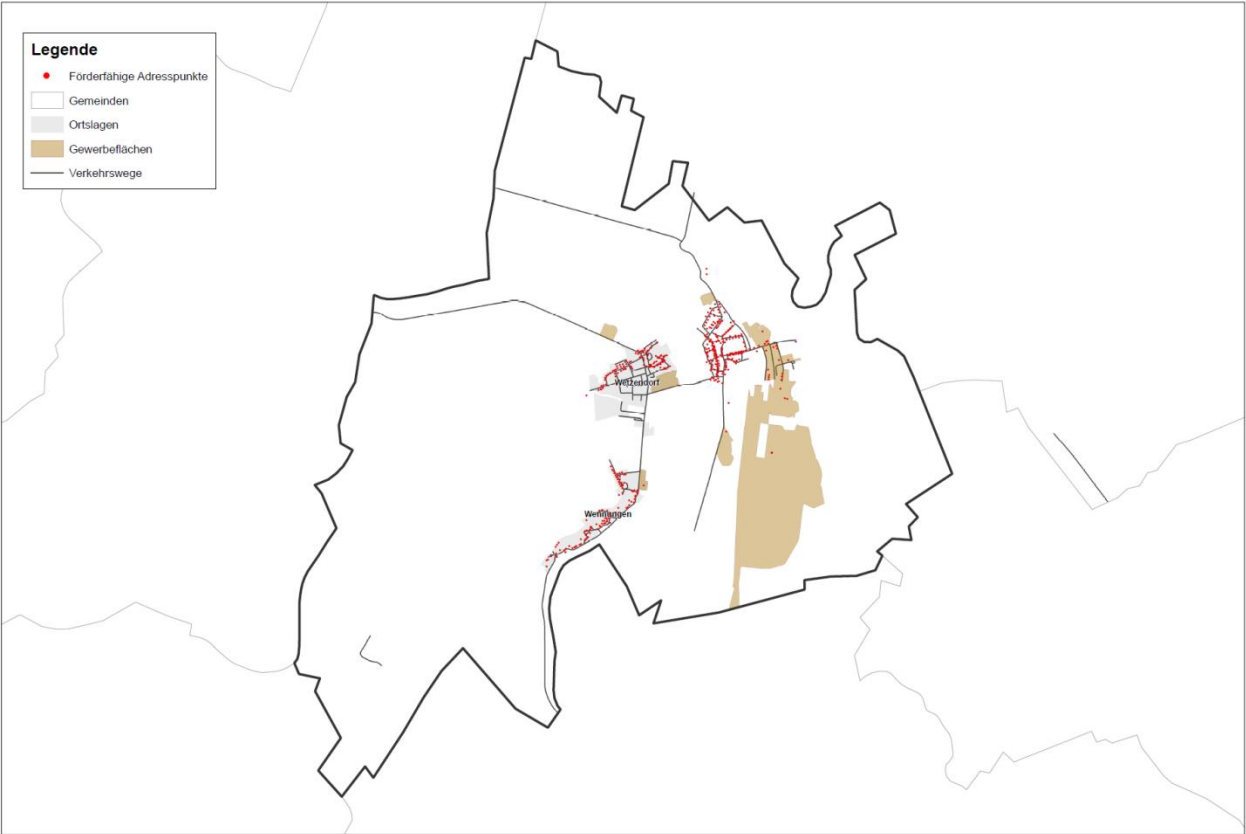 Legende
Förderfähige Adresspunkte
Gemeinden
Ortslagen
Gewerbeflächen
Verkehrswege
Wetzendorf
Wennungen